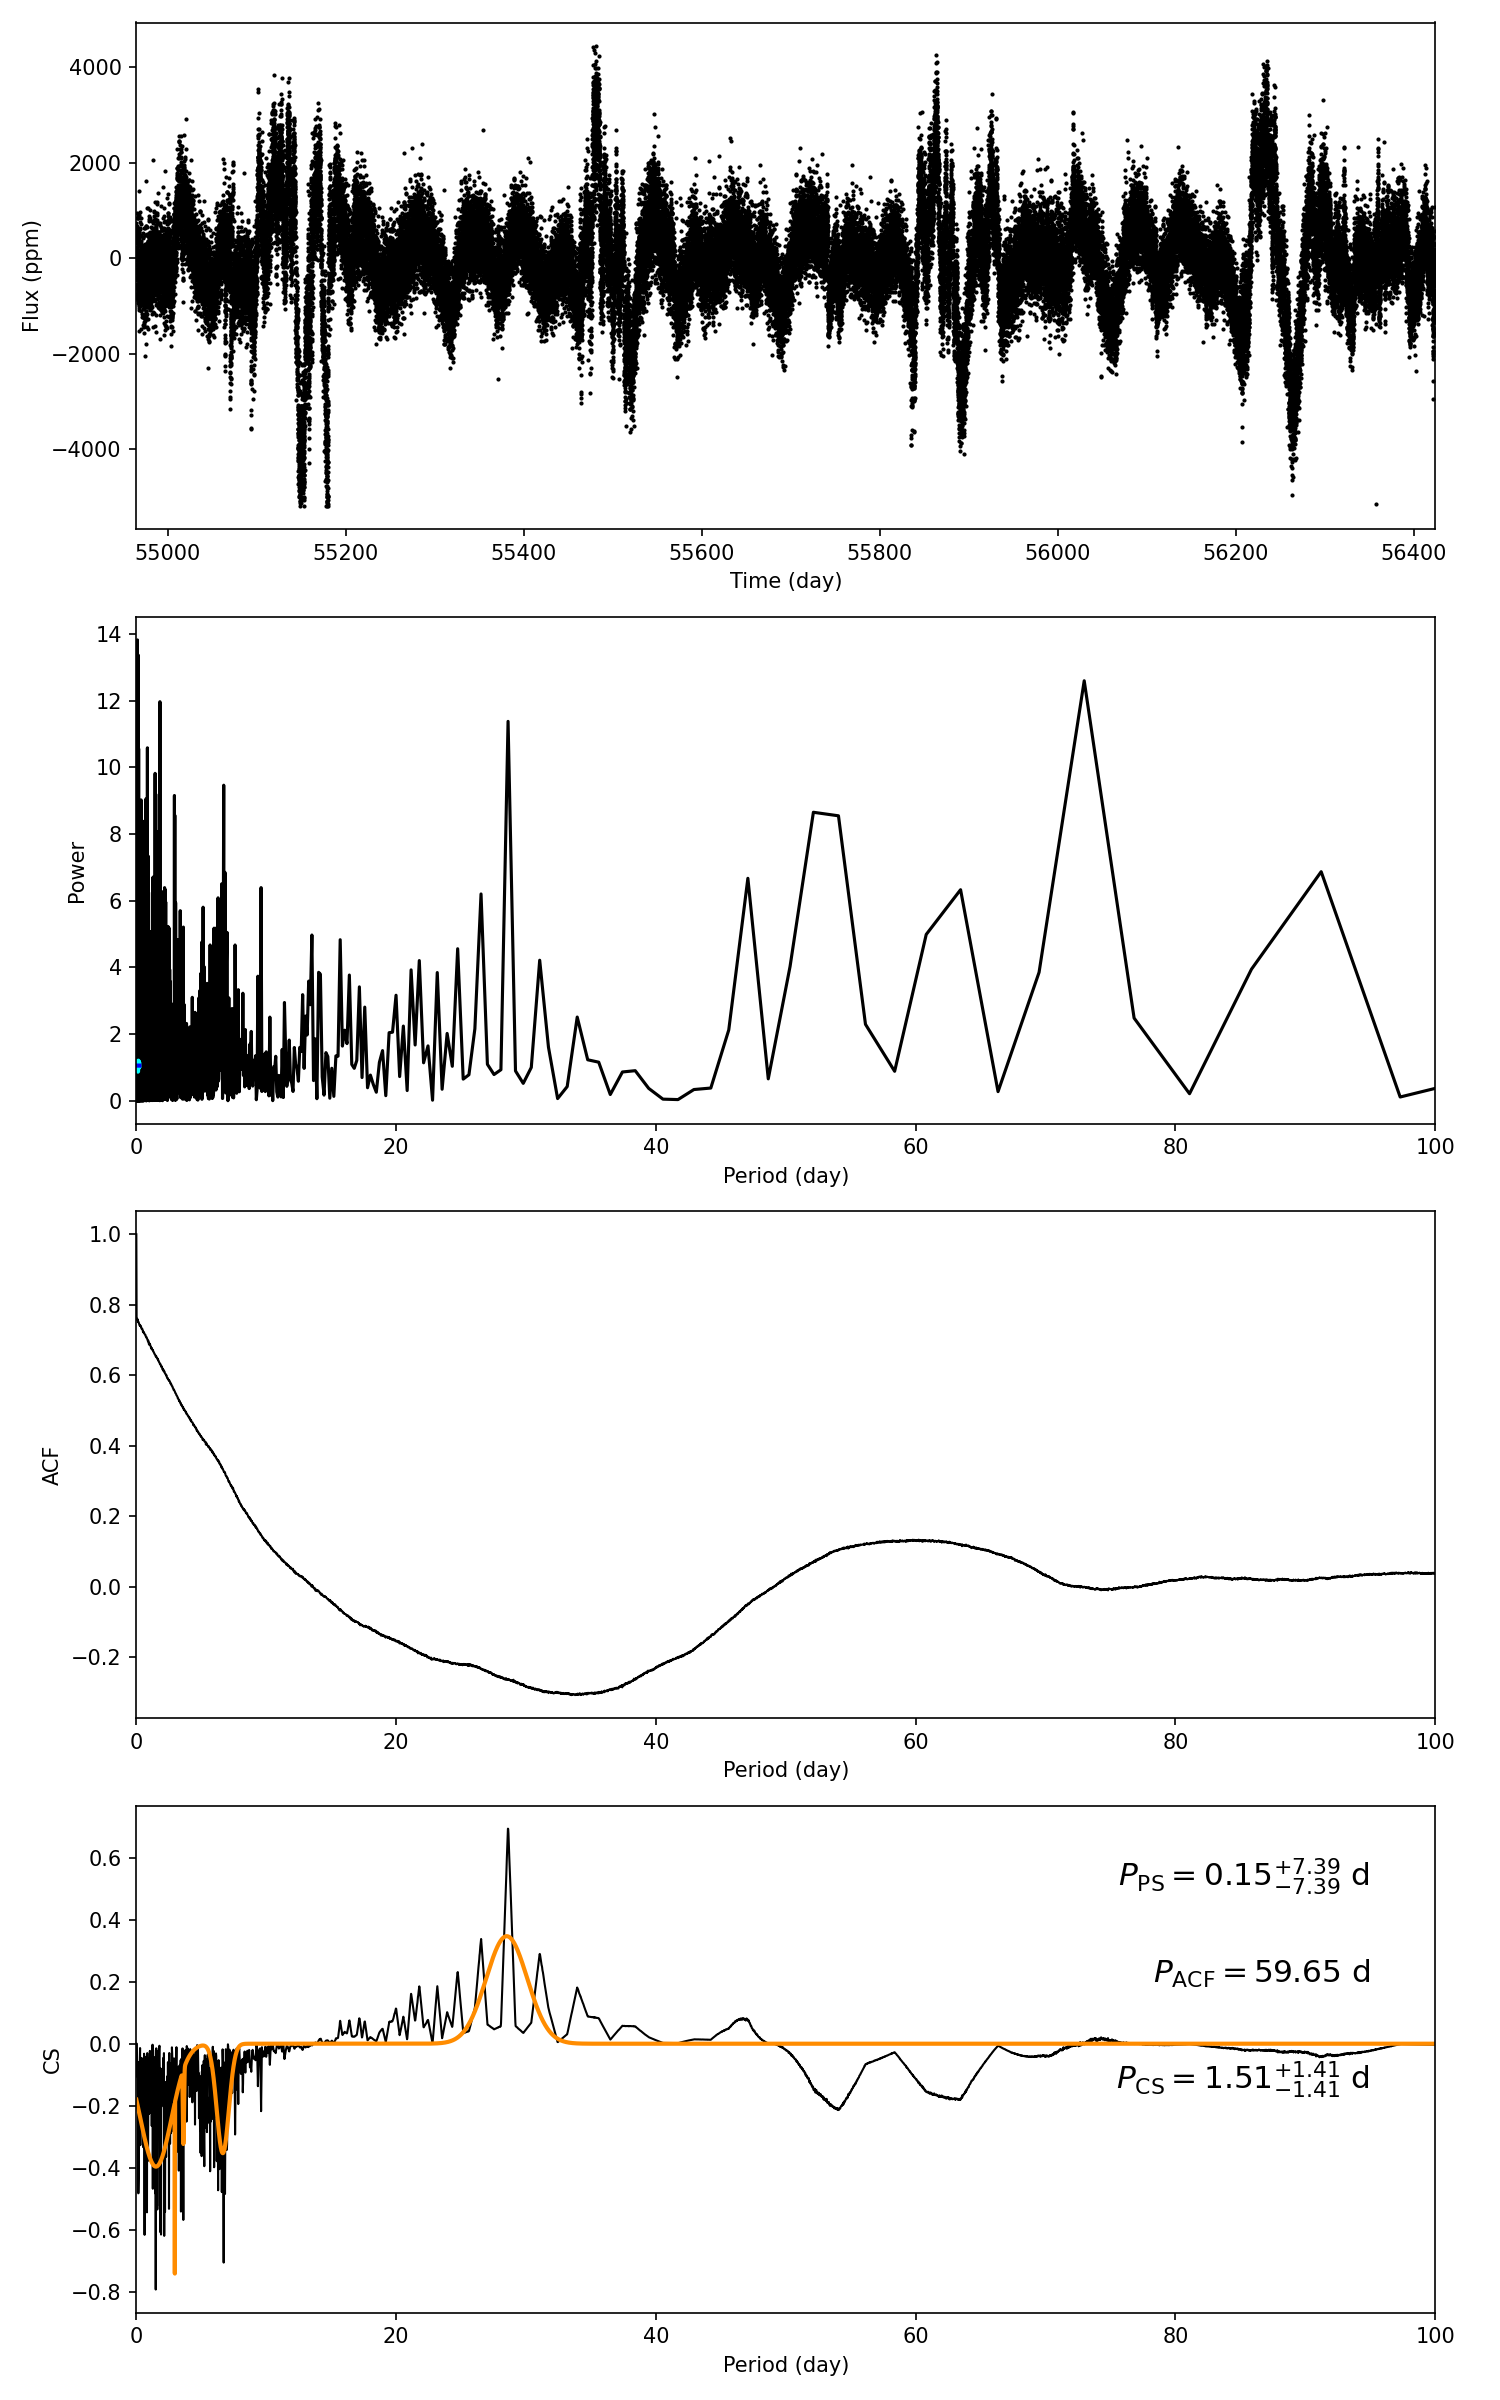 4000
2000
0
−2000
−4000
Flux (ppm)
55000 55200 55400 55600 55800 56000 56200 56400
Time (day)
14
12
10
8
6
4
2
0
Power
0 20 40 60 80 100
Period (day)
1.0
0.8
0.6
0.4
0.2
0.0
−0.2
ACF
0 20 40 60 80 100
Period (day)
0.6
0.4
0.2
0.0
−0.2
−0.4
−0.6
−0.8
CS
P_PS = 0.15^{+7.39}_{−7.39} d
P_ACF = 59.65 d
P_CS = 1.51^{+1.41}_{−1.41} d
0 20 40 60 80 100
Period (day)